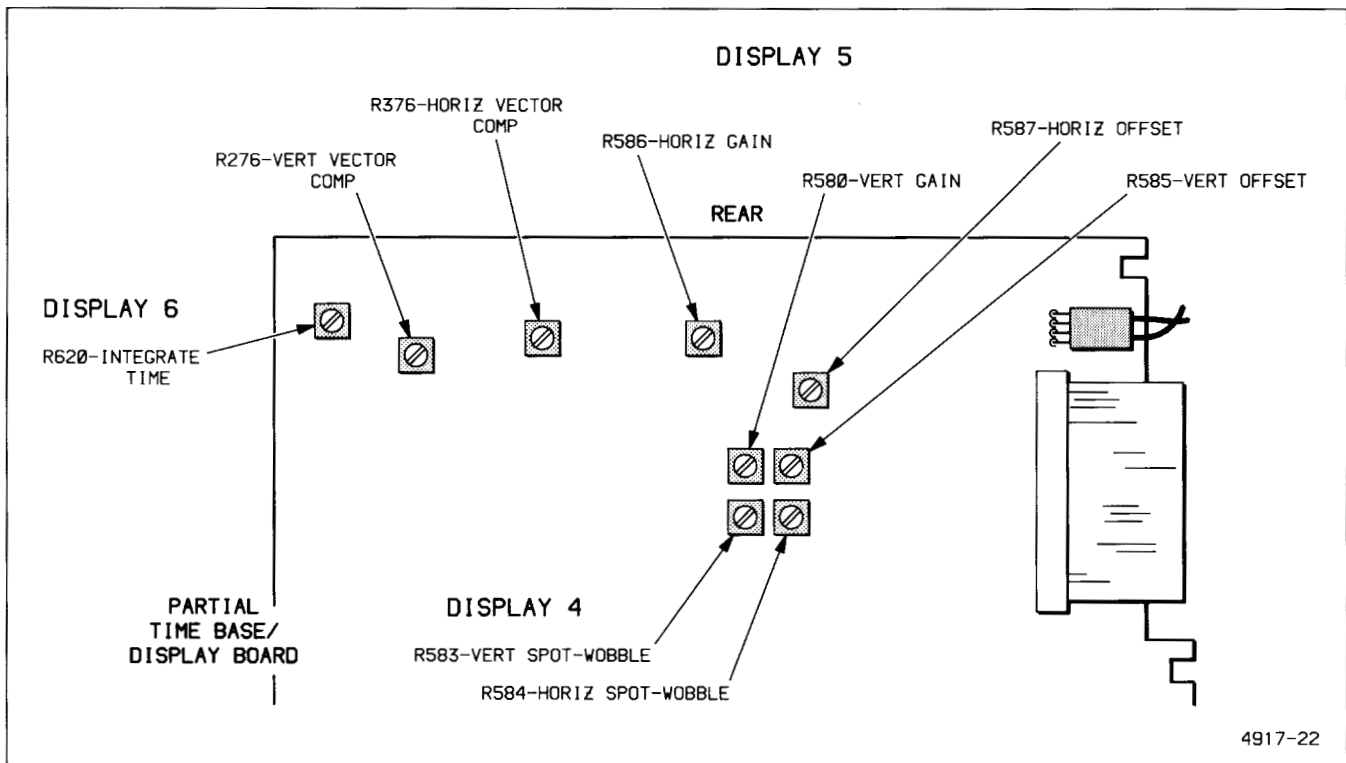 DISPLAY 5
R376-HORIZ VECTOR
COMP
R587-HORIZ OFFSET
R586-HORIZ GAIN
R276-VERT VECTOR
COMP
R580-VERT GAIN
R585-VERT OFFSET
REAR
DISPLAY 6
R620-INTEGRATE
TIME
PARTIAL
TIME BASE/
DISPLAY BOARD
DISPLAY 4
R583-VERT SPOT-WOBBLE
R584-HORIZ SPOT-WOBBLE
4917-22